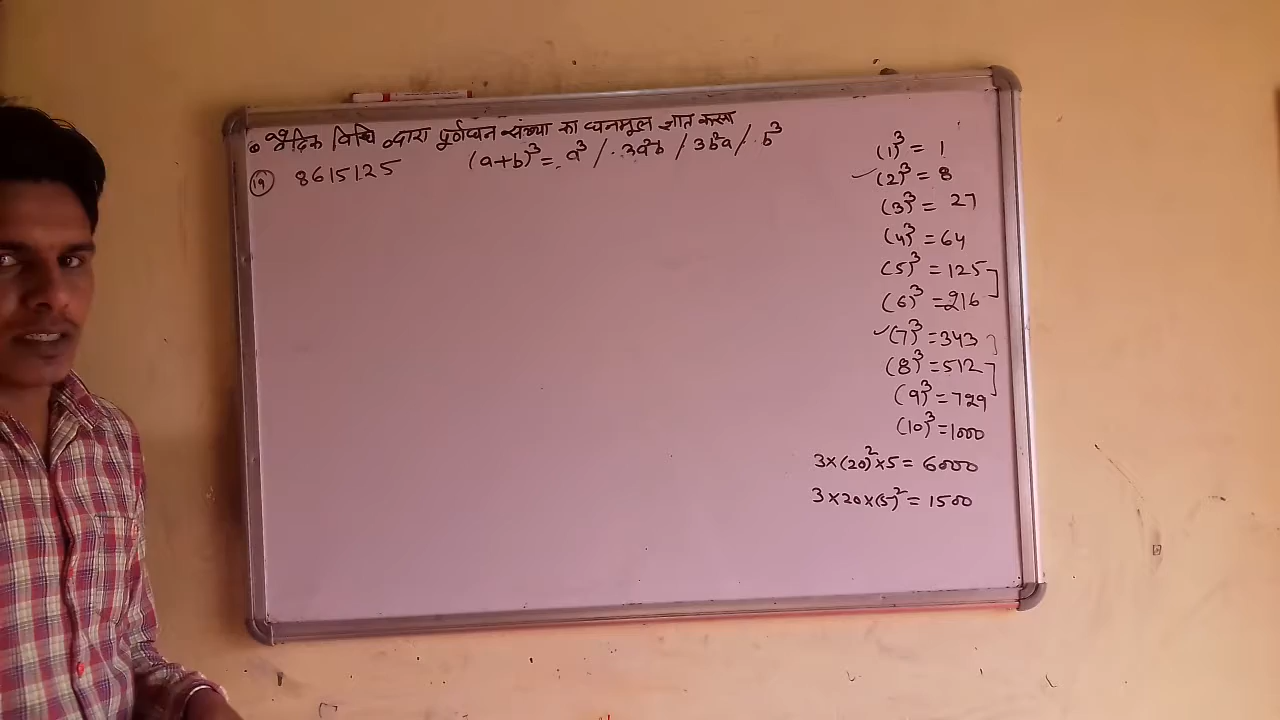 • वैदिक विधि द्वारा पूर्णघन संख्या का घनमूल ज्ञात करना
(19) 8615125 (a+b)³ = a³ / 3a²b / 3b²a / b³
(1)³ = 1
✓(2)³ = 8
(3)³ = 27
(4)³ = 64
(5)³ = 125
(6)³ = 216
✓(7)³ = 343
(8)³ = 512
(9)³ = 729
(10)³ = 1000
3×(20)²×5 = 6000
3×20×(5)² = 1500